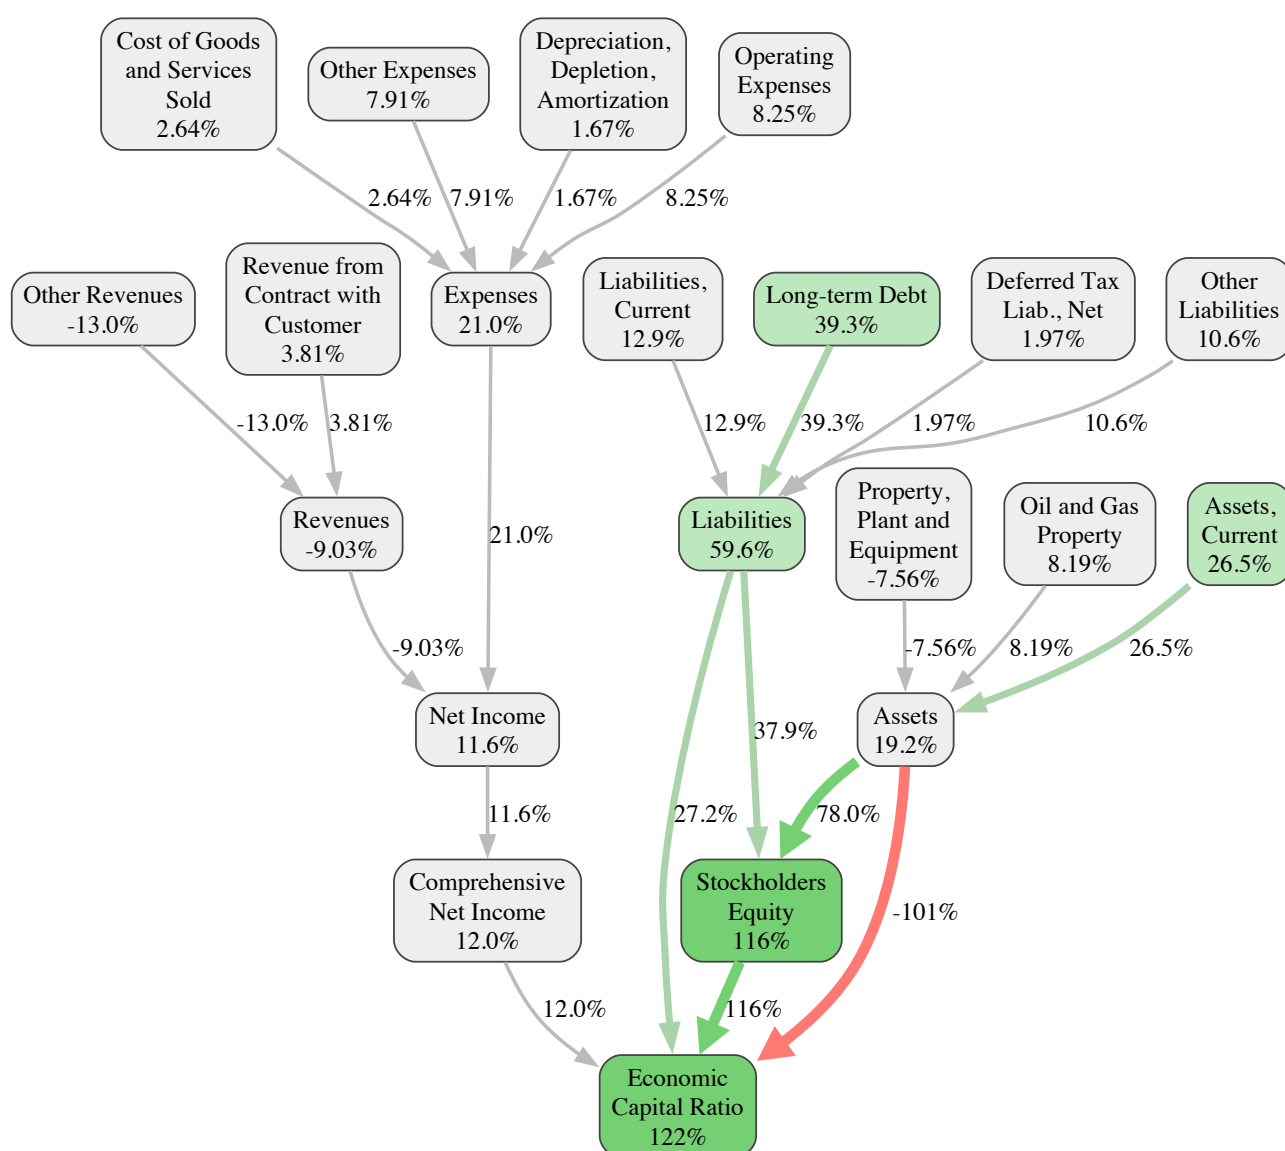 Cost of Goods
and Services
Sold
2.64%
Other Expenses
7.91%
Depreciation,
Depletion,
Amortization
1.67%
Operating
Expenses
8.25%
2.64%
7.91%
1.67%
8.25%
Other Revenues
-13.0%
Revenue from
Contract with
Customer
3.81%
Expenses
21.0%
Liabilities,
Current
12.9%
Long-term Debt
39.3%
Deferred Tax
Liab., Net
1.97%
Other
Liabilities
10.6%
-13.0%
3.81%
12.9%
39.3%
1.97%
10.6%
Revenues
-9.03%
21.0%
Liabilities
59.6%
Property,
Plant and
Equipment
-7.56%
Oil and Gas
Property
8.19%
Assets,
Current
26.5%
-9.03%
-7.56%
8.19%
26.5%
Net Income
11.6%
37.9%
Assets
19.2%
11.6%
27.2%
78.0%
-101%
Comprehensive
Net Income
12.0%
Stockholders
Equity
116%
12.0%
116%
Economic
Capital Ratio
122%